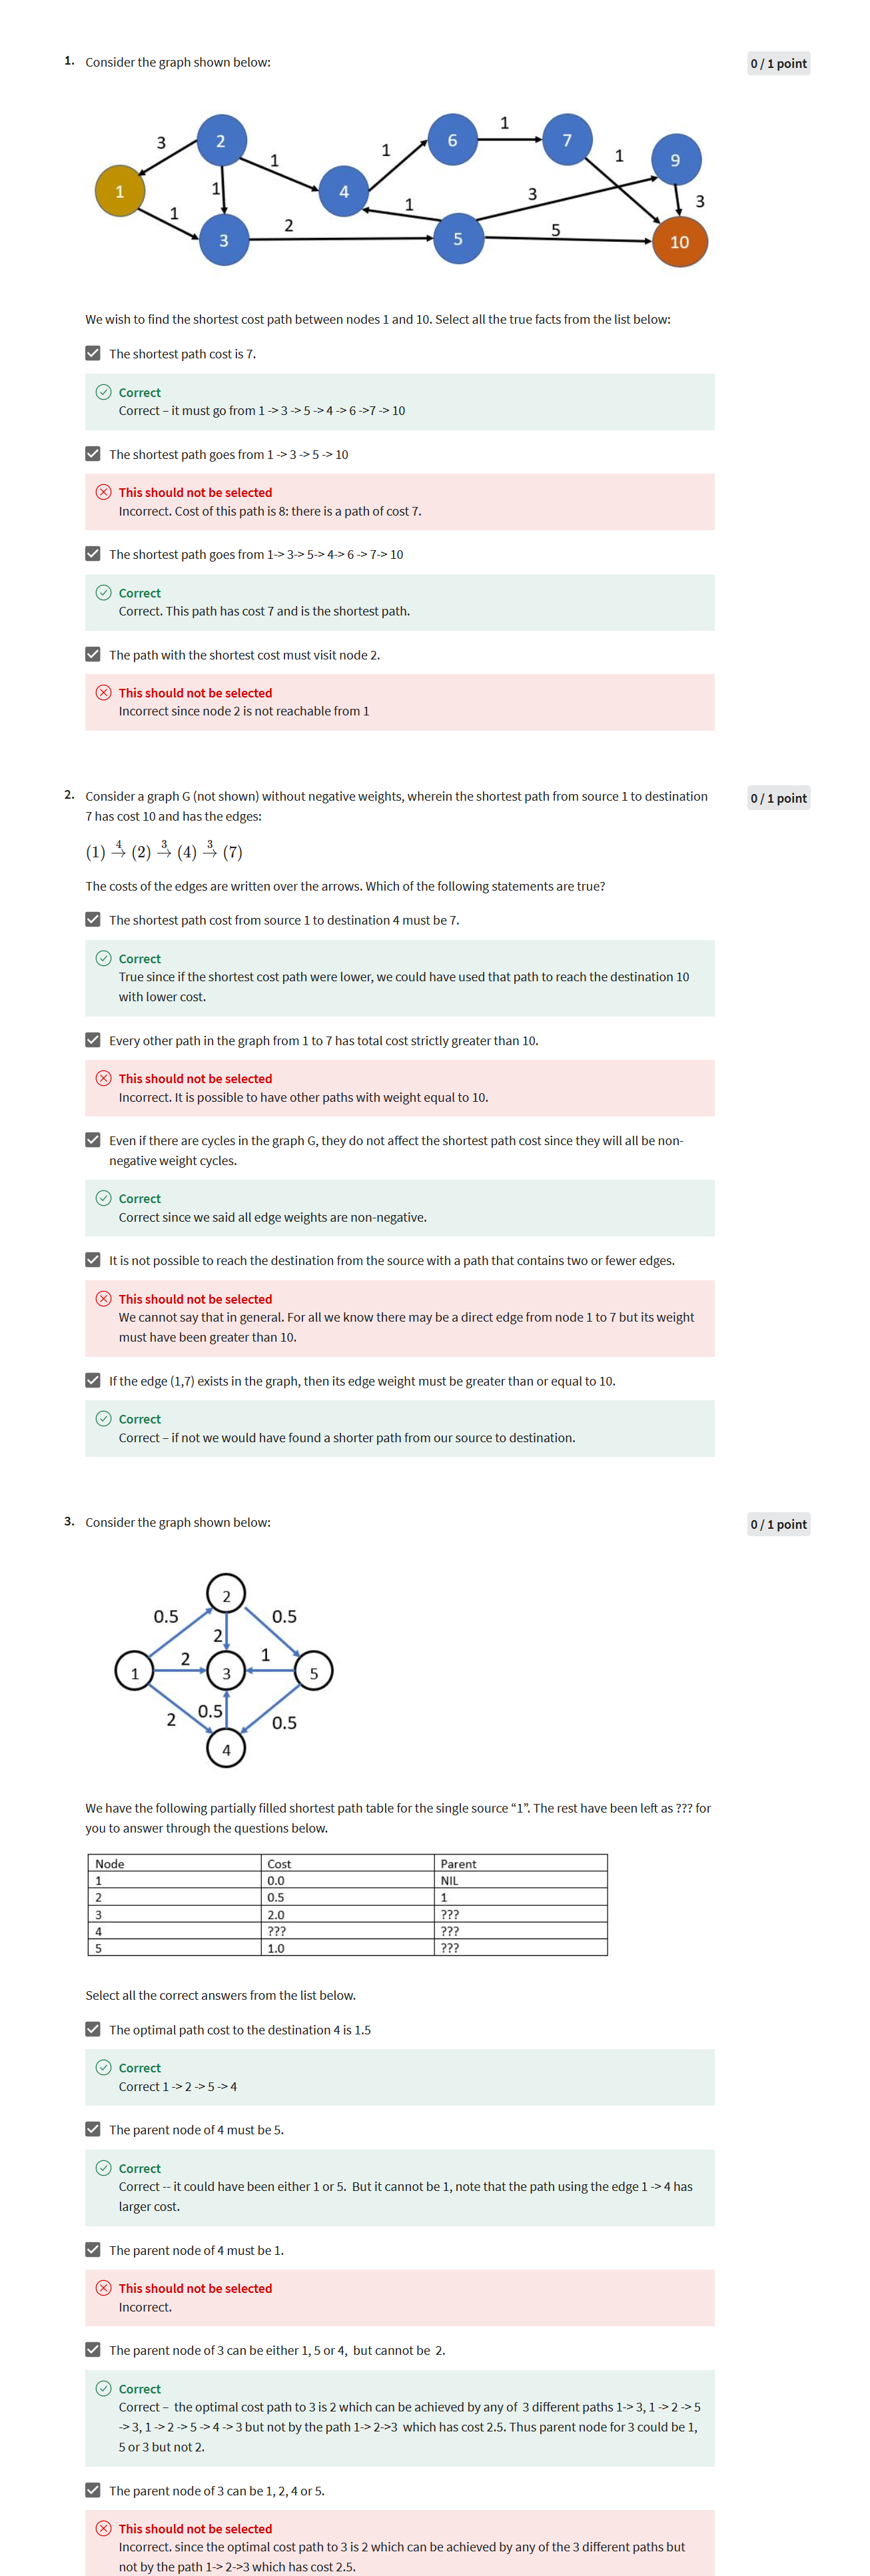 1. Consider the graph shown below:
0 / 1 point
3
2
1
1
1
1
4
1
6
1
7
1
9
3
1
3
2
1
5
3
5
10
We wish to find the shortest cost path between nodes 1 and 10. Select all the true facts from the list below:
The shortest path cost is 7.
Correct
Correct – it must go from 1 -> 3 -> 5 -> 4 -> 6 ->7 -> 10
The shortest path goes from 1 -> 3 -> 5 -> 10
This should not be selected
Incorrect. Cost of this path is 8: there is a path of cost 7.
The shortest path goes from 1-> 3-> 5-> 4-> 6 -> 7-> 10
Correct
Correct. This path has cost 7 and is the shortest path.
The path with the shortest cost must visit node 2.
This should not be selected
Incorrect since node 2 is not reachable from 1
2. Consider a graph G (not shown) without negative weights, wherein the shortest path from source 1 to destination
7 has cost 10 and has the edges:
0 / 1 point
(1) →4 (2) →3 (4) →3 (7)
The costs of the edges are written over the arrows. Which of the following statements are true?
The shortest path cost from source 1 to destination 4 must be 7.
Correct
True since if the shortest cost path were lower, we could have used that path to reach the destination 10
with lower cost.
Every other path in the graph from 1 to 7 has total cost strictly greater than 10.
This should not be selected
Incorrect. It is possible to have other paths with weight equal to 10.
Even if there are cycles in the graph G, they do not affect the shortest path cost since they will all be non-
negative weight cycles.
Correct
Correct since we said all edge weights are non-negative.
It is not possible to reach the destination from the source with a path that contains two or fewer edges.
This should not be selected
We cannot say that in general. For all we know there may be a direct edge from node 1 to 7 but its weight
must have been greater than 10.
If the edge (1,7) exists in the graph, then its edge weight must be greater than or equal to 10.
Correct
Correct – if not we would have found a shorter path from our source to destination.
3. Consider the graph shown below:
0 / 1 point
2
0.5
0.5
2
2
1
1
3
5
0.5
2
0.5
4
We have the following partially filled shortest path table for the single source “1”. The rest have been left as ??? for
you to answer through the questions below.
Node Cost Parent
1 0.0 NIL
2 0.5 1
3 2.0 ???
4 ??? ???
5 1.0 ???
Select all the correct answers from the list below.
The optimal path cost to the destination 4 is 1.5
Correct
Correct 1 -> 2 -> 5 -> 4
The parent node of 4 must be 5.
Correct
Correct -- it could have been either 1 or 5. But it cannot be 1, note that the path using the edge 1 -> 4 has
larger cost.
The parent node of 4 must be 1.
This should not be selected
Incorrect.
The parent node of 3 can be either 1, 5 or 4, but cannot be 2.
Correct
Correct – the optimal cost path to 3 is 2 which can be achieved by any of 3 different paths 1-> 3, 1 -> 2 -> 5
-> 3, 1 -> 2 -> 5 -> 4 -> 3 but not by the path 1-> 2->3 which has cost 2.5. Thus parent node for 3 could be 1,
5 or 3 but not 2.
The parent node of 3 can be 1, 2, 4 or 5.
This should not be selected
Incorrect. since the optimal cost path to 3 is 2 which can be achieved by any of the 3 different paths but
not by the path 1-> 2->3 which has cost 2.5.